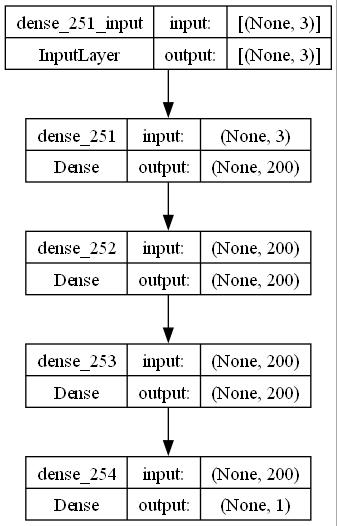 dense_251_input input: [(None, 3)]
InputLayer output: [(None, 3)]
dense_251 input: (None, 3)
Dense output: (None, 200)
dense_252 input: (None, 200)
Dense output: (None, 200)
dense_253 input: (None, 200)
Dense output: (None, 200)
dense_254 input: (None, 200)
Dense output: (None, 1)